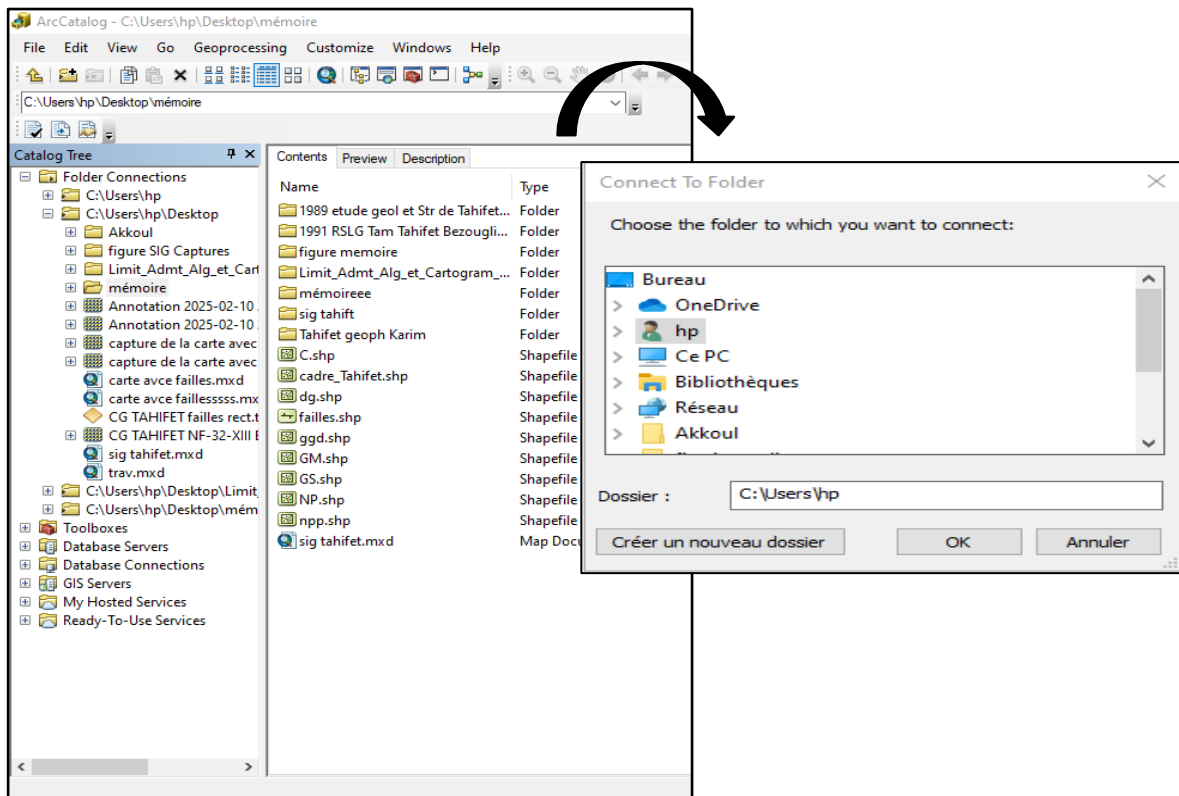 ArcCatalog - C:\Users\hp\Desktop\mémoire
File Edit View Go Geoprocessing Customize Windows Help
C:\Users\hp\Desktop\mémoire
Catalog Tree
Folder Connections
C:\Users\hp
C:\Users\hp\Desktop
Akkoul
figure SIG Captures
Limit_Admt_Alg_et_Cart
mémoire
Annotation 2025-02-10
Annotation 2025-02-10
capture de la carte avec
capture de la carte avec
carte avce failles.mxd
carte avce faillesssss.mx
CG TAHIFET failles rect.t
CG TAHIFET NF-32-XIII E
sig tahifet.mxd
trav.mxd
C:\Users\hp\Desktop\Limit_
C:\Users\hp\Desktop\mém
Toolboxes
Database Servers
Database Connections
GIS Servers
My Hosted Services
Ready-To-Use Services
Contents Preview Description
Name Type
1989 etude geol et Str de Tahifet... Folder
1991 RSLG Tam Tahifet Bezougli... Folder
figure memoire Folder
Limit_Admt_Alg_et_Cartogram_... Folder
mémoireee Folder
sig tahift Folder
Tahifet geoph Karim Folder
C.shp Shapefile
cadre_Tahifet.shp Shapefile
dg.shp Shapefile
failles.shp Shapefile
ggd.shp Shapefile
GM.shp Shapefile
GS.shp Shapefile
NP.shp Shapefile
npp.shp Shapefile
sig tahifet.mxd Map Docu
Connect To Folder
Choose the folder to which you want to connect:
Bureau
OneDrive
hp
Ce PC
Bibliothèques
Réseau
Akkoul
Dossier : C:\Users\hp
Créer un nouveau dossier OK Annuler